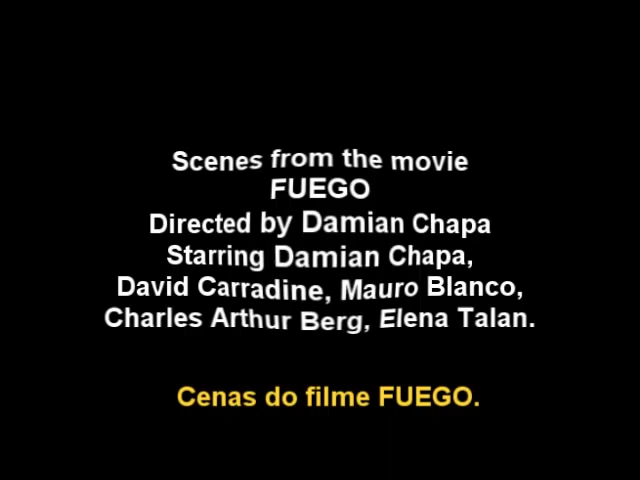 Scenes from the movie
FUEGO
Directed by Damian Chapa
Starring Damian Chapa,
David Carradine, Mauro Blanco,
Charles Arthur Berg, Elena Talan.
Cenas do filme FUEGO.